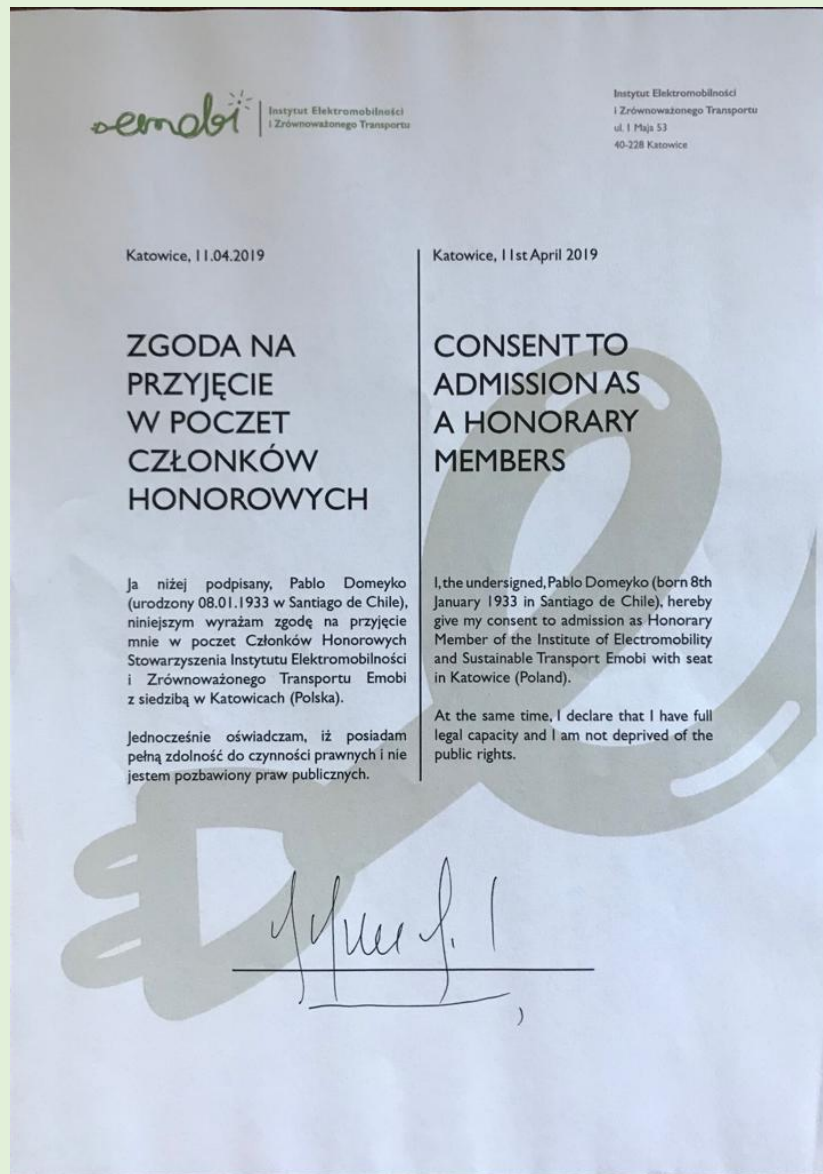 emobi
Instytut Elektromobilności
i Zrównoważonego Transportu
Instytut Elektromobilności
i Zrównoważonego Transportu
ul. 1 Maja 53
40-228 Katowice
Katowice, 11.04.2019
ZGODA NA
PRZYJĘCIE
W POCZET
CZŁONKÓW
HONOROWYCH
Ja niżej podpisany, Pablo Domeyko
(urodzony 08.01.1933 w Santiago de Chile),
niniejszym wyrażam zgodę na przyjęcie
mnie w poczet Członków Honorowych
Stowarzyszenia Instytutu Elektromobilności
i Zrównoważonego Transportu Emobi
z siedzibą w Katowicach (Polska).
Jednocześnie oświadczam, iż posiadam
pełną zdolność do czynności prawnych i nie
jestem pozbawiony praw publicznych.
Katowice, 11st April 2019
CONSENT TO
ADMISSION AS
A HONORARY
MEMBERS
I, the undersigned, Pablo Domeyko (born 8th
January 1933 in Santiago de Chile), hereby
give my consent to admission as Honorary
Member of the Institute of Electromobility
and Sustainable Transport Emobi with seat
in Katowice (Poland).
At the same time, I declare that I have full
legal capacity and I am not deprived of the
public rights.